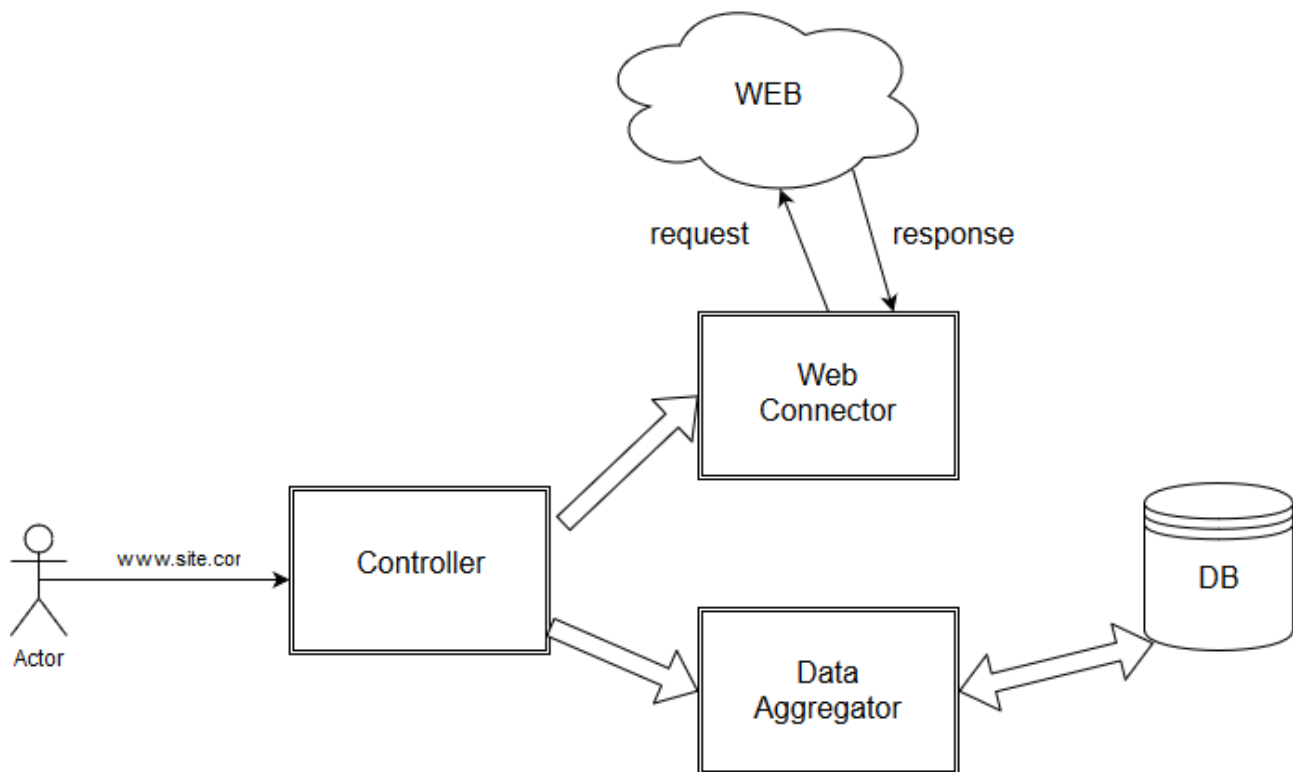 WEB
request
response
Web
Connector
www.site.cor
Controller
DB
Actor
Data
Aggregator